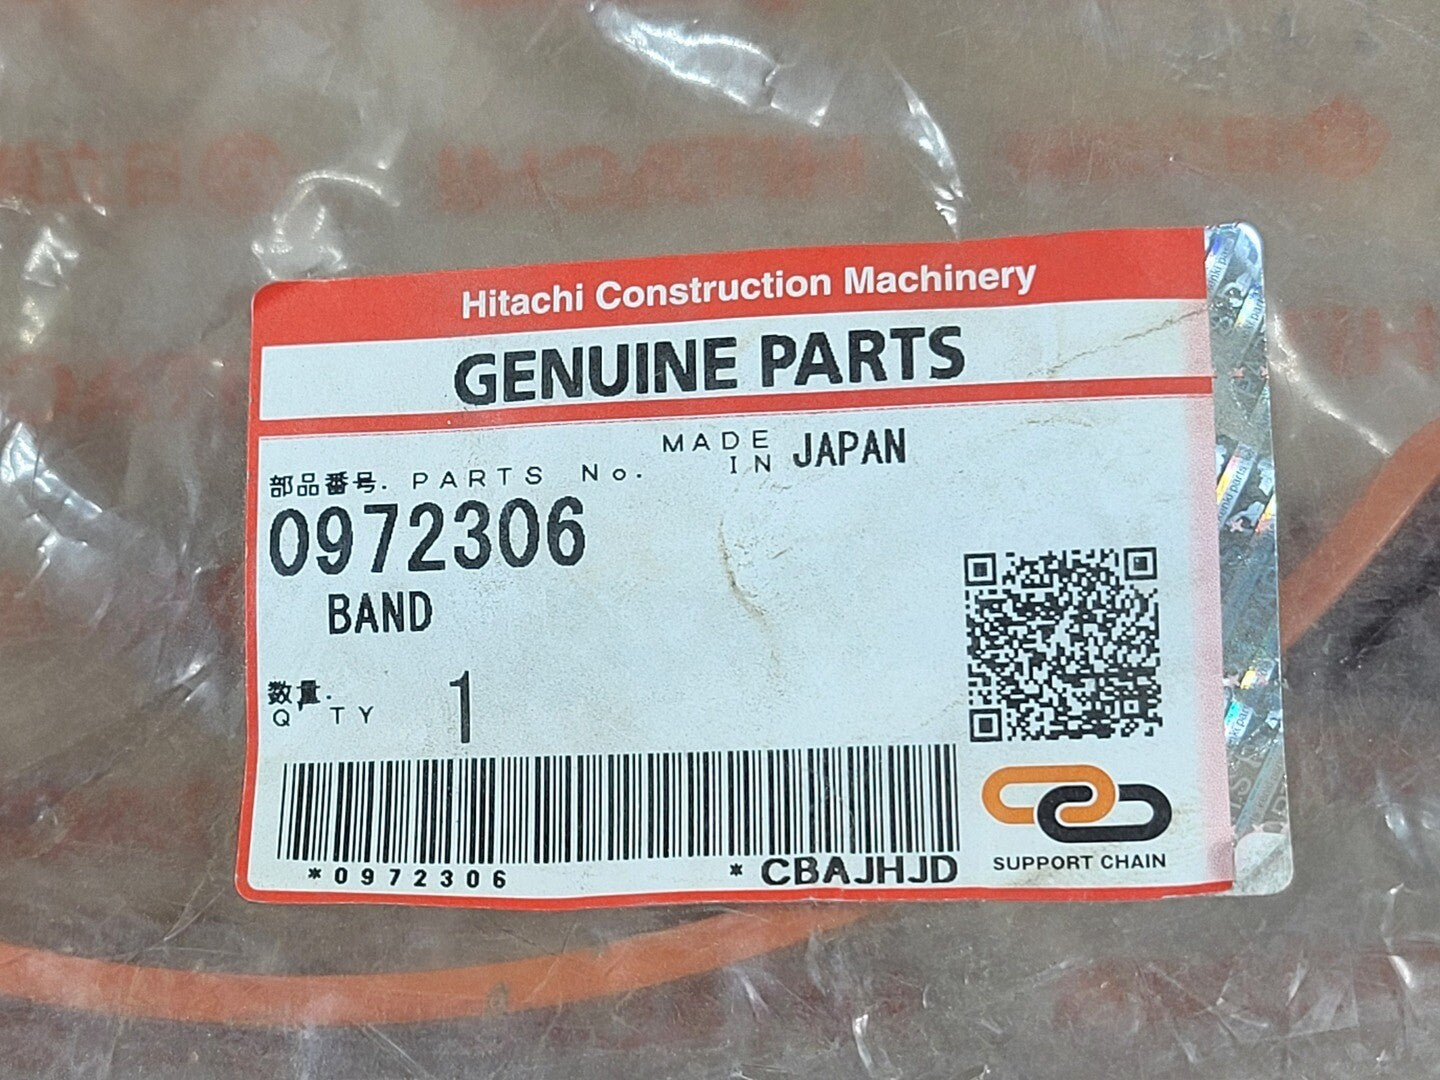 HITACHI
Hitachi Construction Machinery
GENUINE PARTS
MADE IN JAPAN
部品番号. PARTS No.
0972306
BAND
数量.
Q'TY 1
*0972306 * CBAJHJD
SUPPORT CHAIN